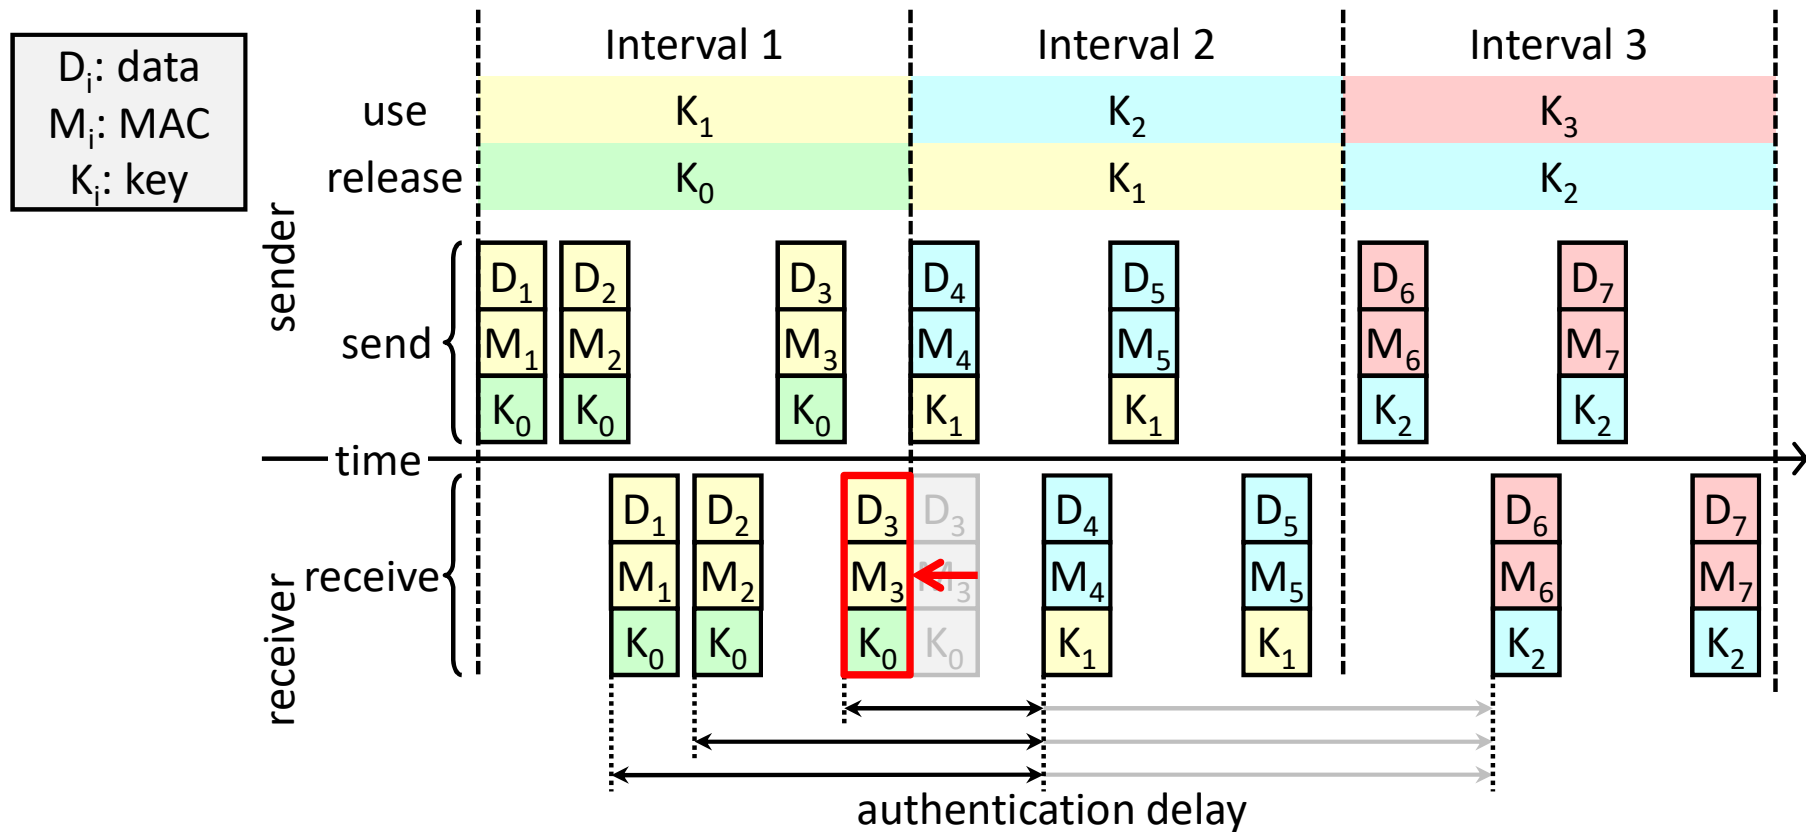 Dᵢ: data
Mᵢ: MAC
Kᵢ: key
Interval 1 Interval 2 Interval 3
use K₁ K₂ K₃
release K₀ K₁ K₂
sender
send
D₁ D₂ D₃ D₄ D₅ D₆ D₇
M₁ M₂ M₃ M₄ M₅ M₆ M₇
K₀ K₀ K₀ K₁ K₁ K₂ K₂
time
receiver
receive
D₁ D₂ D₃ D₃ D₄ D₅ D₆ D₇
M₁ M₂ M₃ M₃ M₄ M₅ M₆ M₇
K₀ K₀ K₀ K₀ K₁ K₁ K₂ K₂
authentication delay